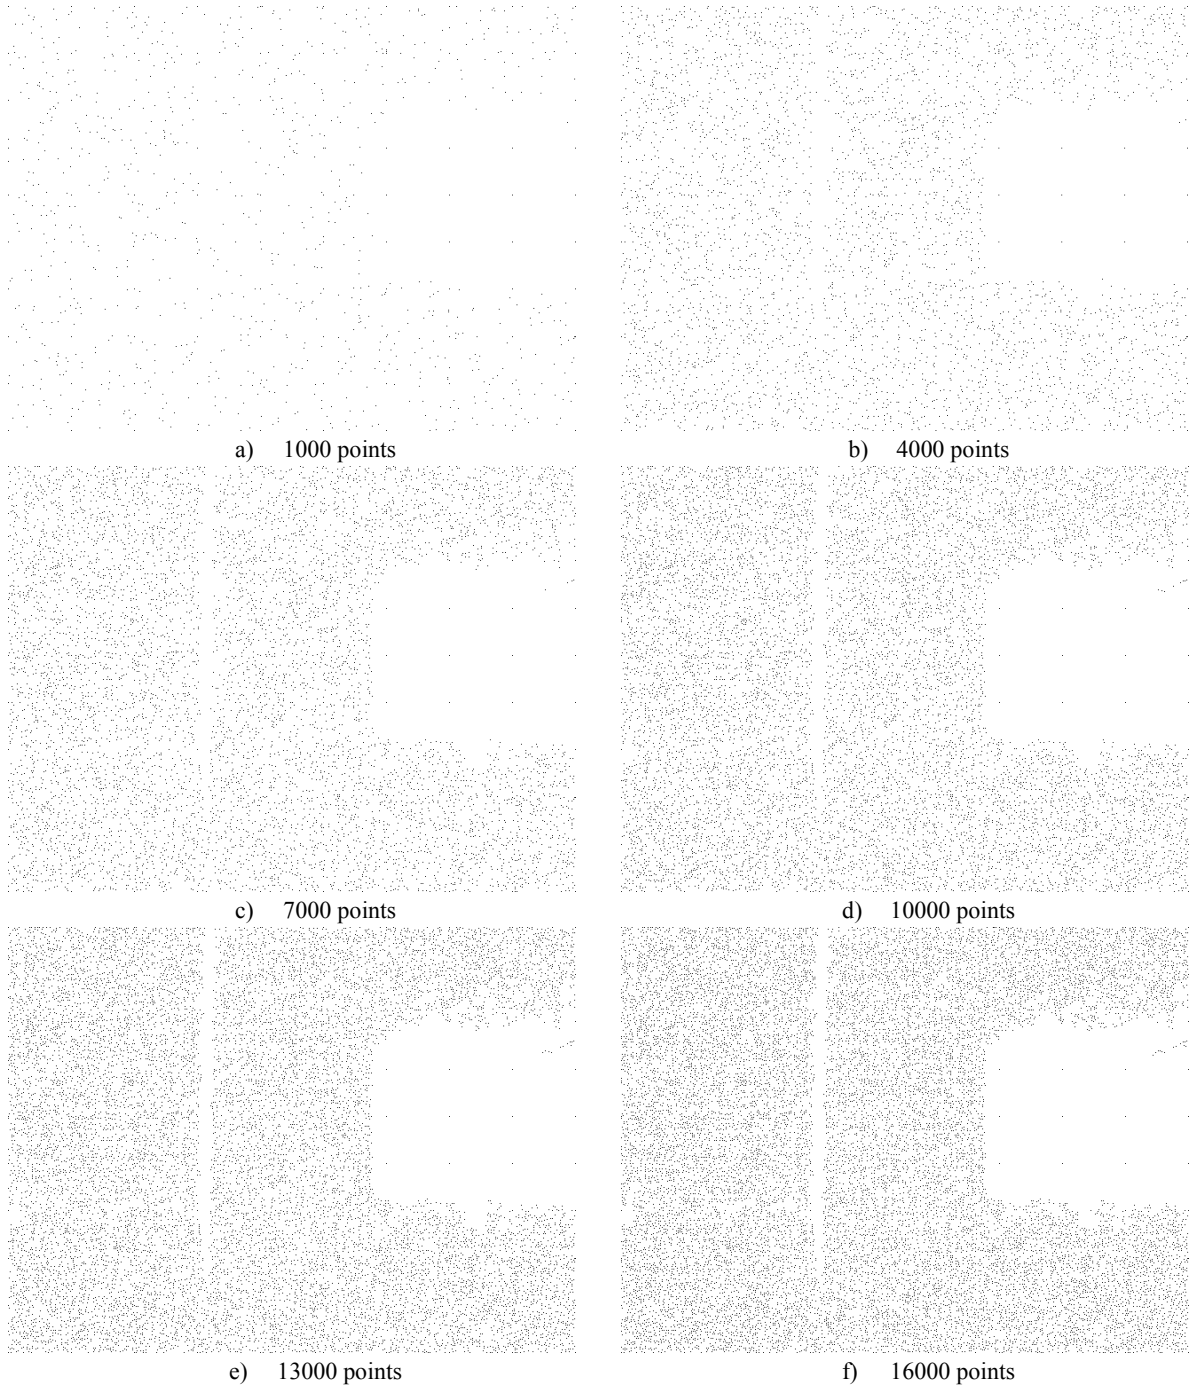 a) 1000 points
b) 4000 points
c) 7000 points
d) 10000 points
e) 13000 points
f) 16000 points